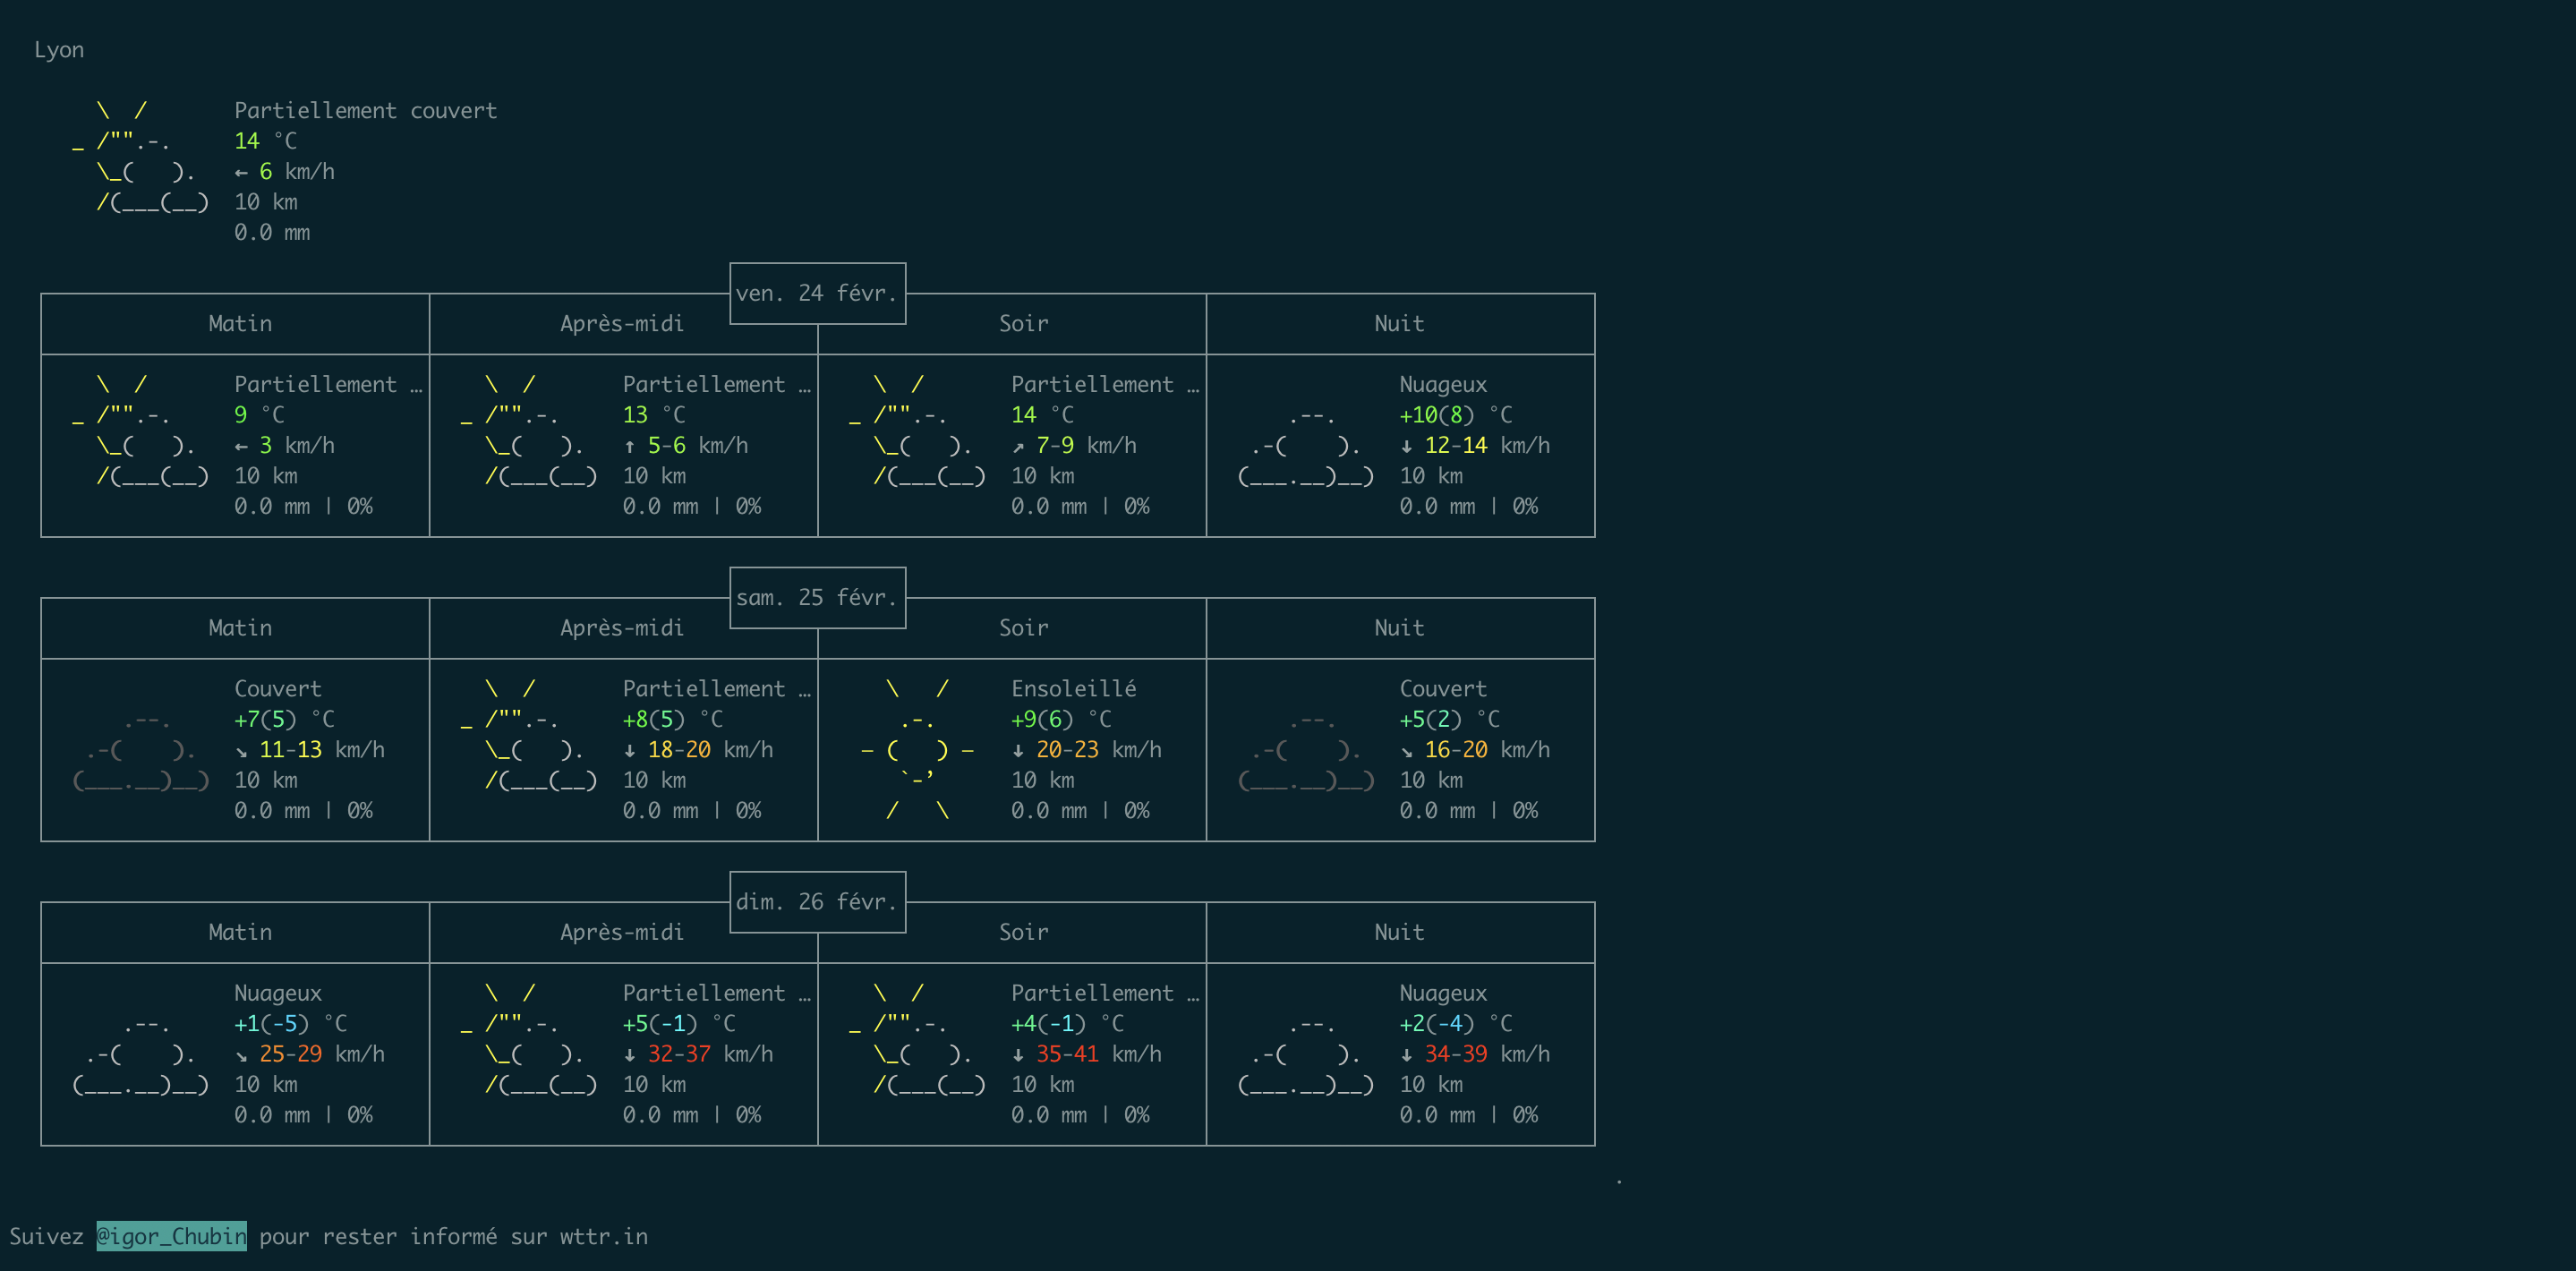 Lyon
Partiellement couvert
14 °C
← 6 km/h
10 km
0.0 mm
ven. 24 févr.
Matin Après-midi Soir Nuit
Partiellement … Partiellement … Partiellement … Nuageux
9 °C 13 °C 14 °C +10(8) °C
← 3 km/h ↑ 5-6 km/h ↗ 7-9 km/h ↓ 12-14 km/h
10 km 10 km 10 km 10 km
0.0 mm | 0% 0.0 mm | 0% 0.0 mm | 0% 0.0 mm | 0%
sam. 25 févr.
Matin Après-midi Soir Nuit
Couvert Partiellement … Ensoleillé Couvert
+7(5) °C +8(5) °C +9(6) °C +5(2) °C
↘ 11-13 km/h ↓ 18-20 km/h ↓ 20-23 km/h ↘ 16-20 km/h
10 km 10 km 10 km 10 km
0.0 mm | 0% 0.0 mm | 0% 0.0 mm | 0% 0.0 mm | 0%
dim. 26 févr.
Matin Après-midi Soir Nuit
Nuageux Partiellement … Partiellement … Nuageux
+1(-5) °C +5(-1) °C +4(-1) °C +2(-4) °C
↘ 25-29 km/h ↓ 32-37 km/h ↓ 35-41 km/h ↓ 34-39 km/h
10 km 10 km 10 km 10 km
0.0 mm | 0% 0.0 mm | 0% 0.0 mm | 0% 0.0 mm | 0%
.
Suivez @igor_Chubin pour rester informé sur wttr.in